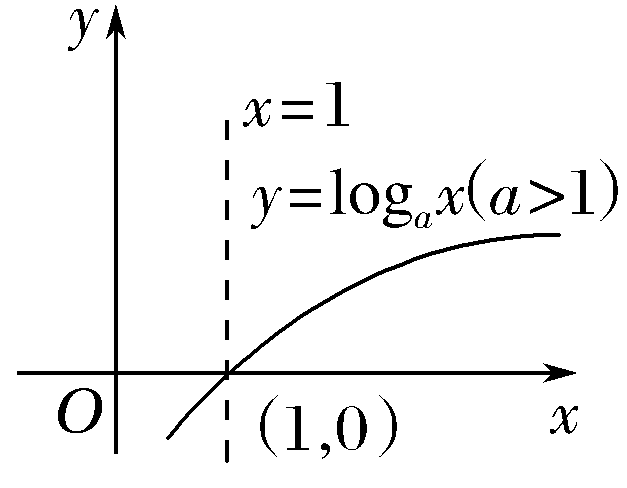 y
x=1
y=logₐx(a>1)
O
(1,0)
x